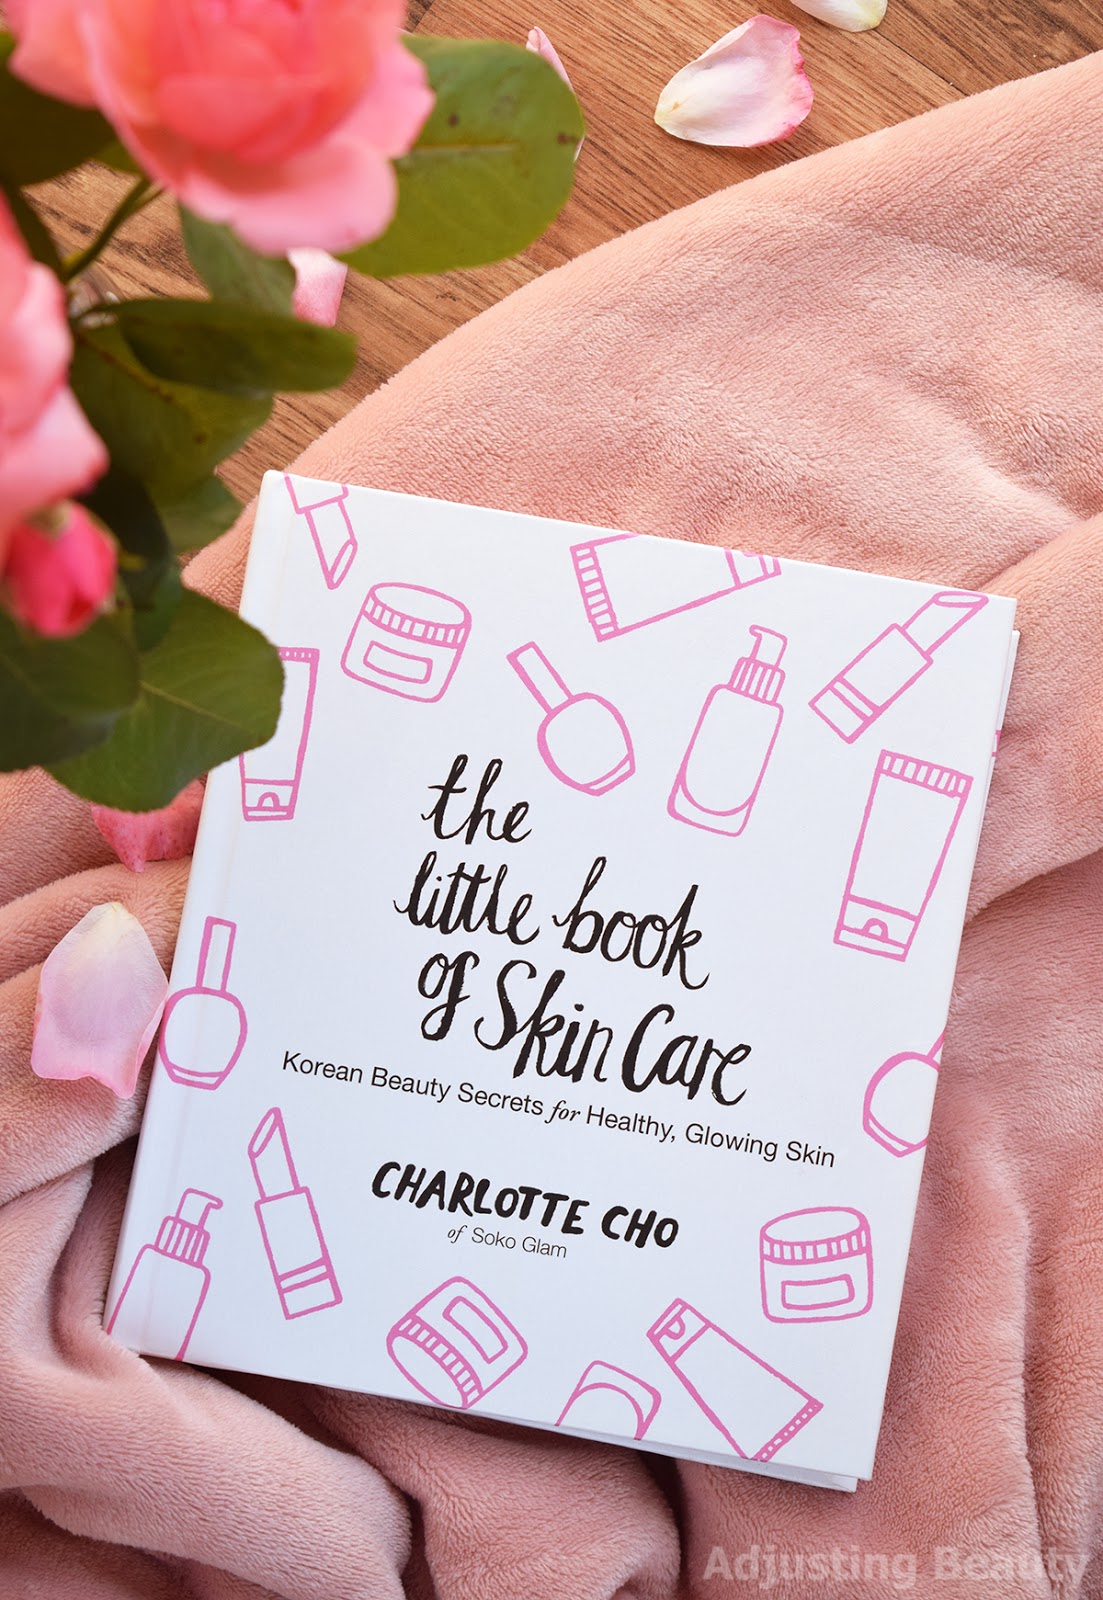 the
little book
of Skin Care
Korean Beauty Secrets for Healthy, Glowing Skin
CHARLOTTE CHO
of Soko Glam
Adjusting Beauty